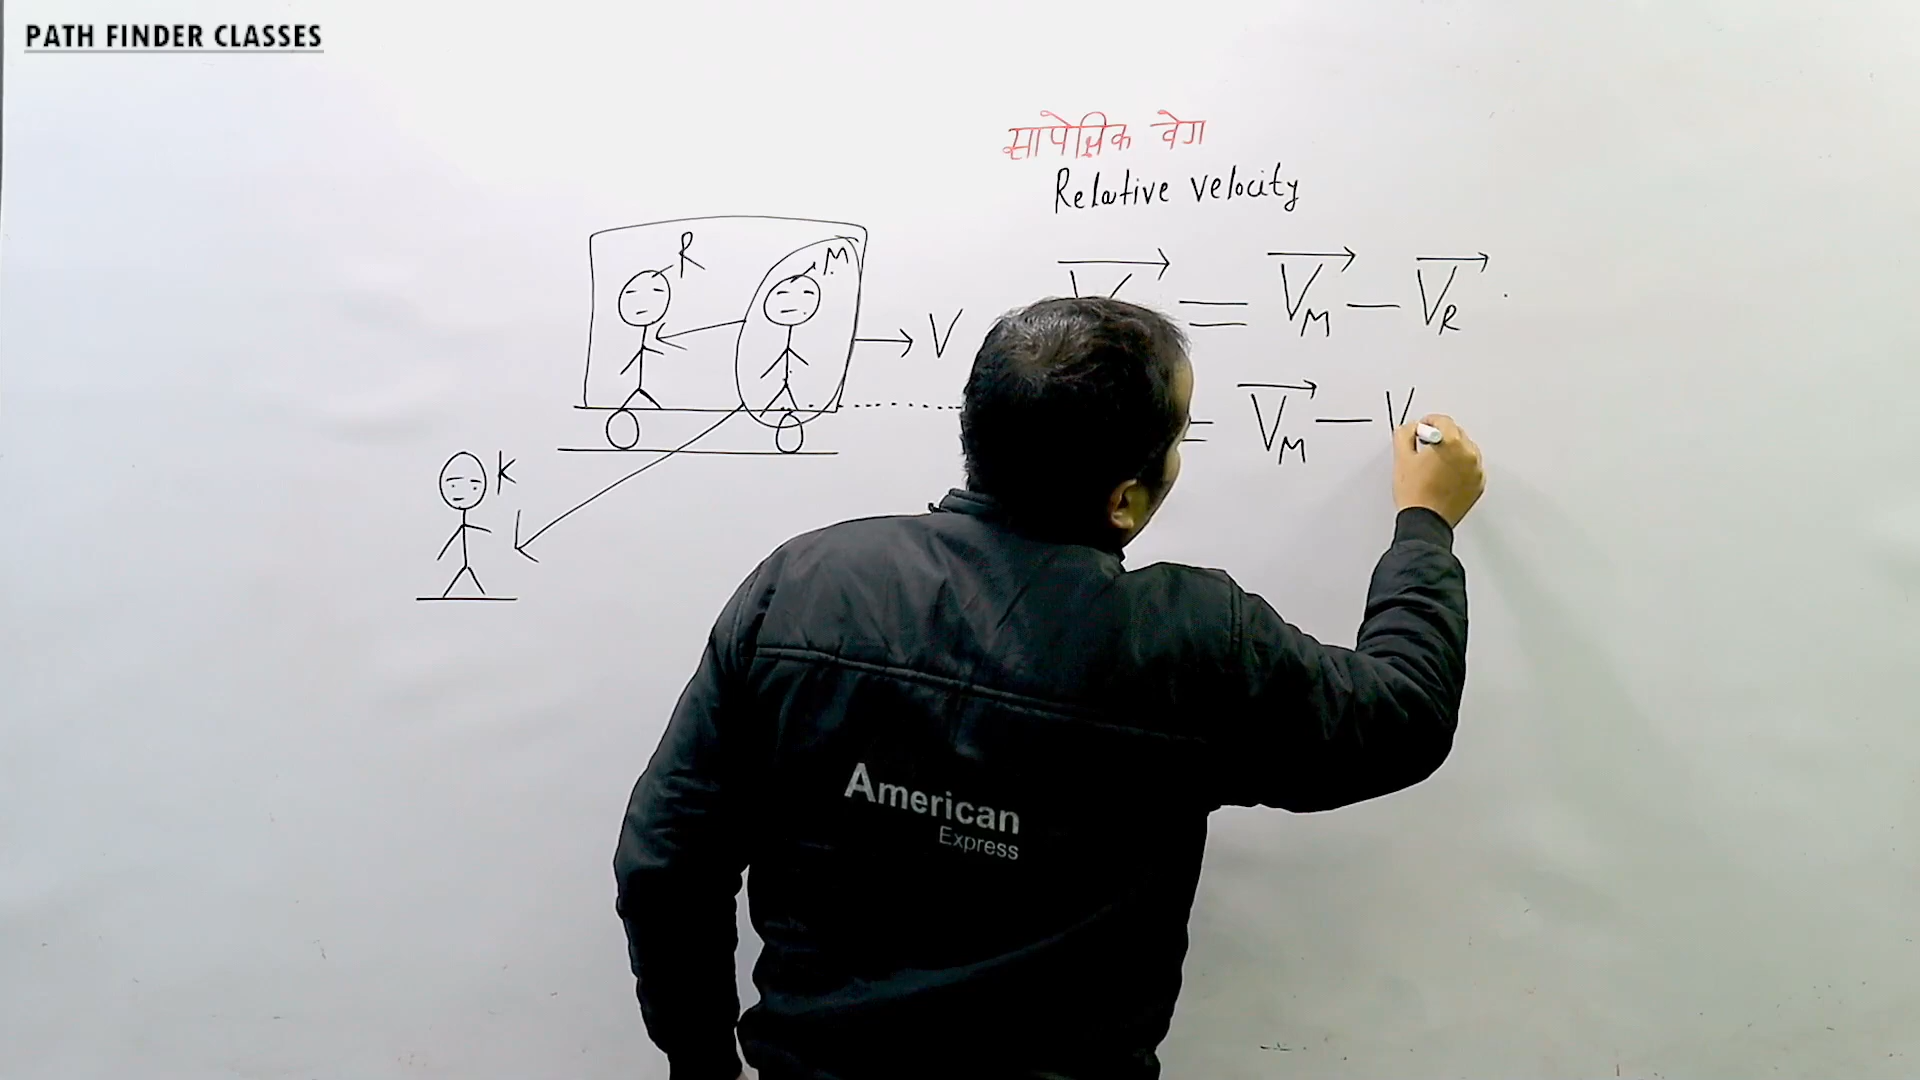 PATH FINDER CLASSES
सापेक्षिक वेग
Relative velocity
R
M
V
V = V_M - V_R
= V_M - V
K
American
Express